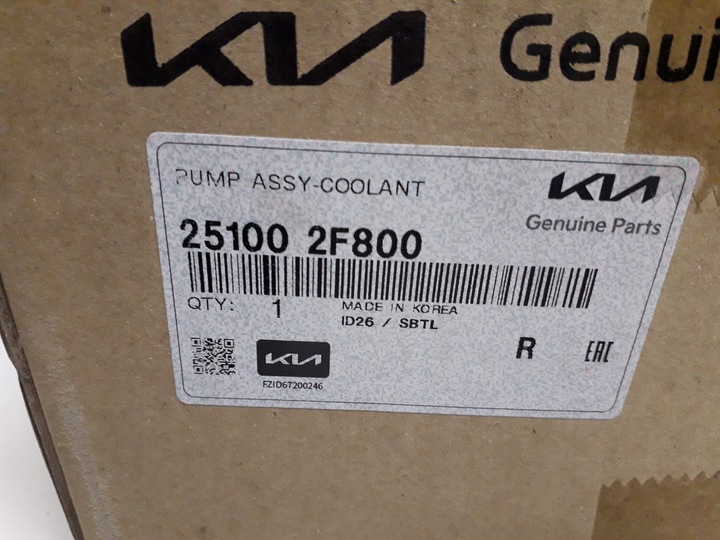 KIA Genui
PUMP ASSY-COOLANT
KIA
Genuine Parts
25100 2F800
QTY: 1
MADE IN KOREA
ID26 / SBTL
R EAC
KIA
FZID67200246